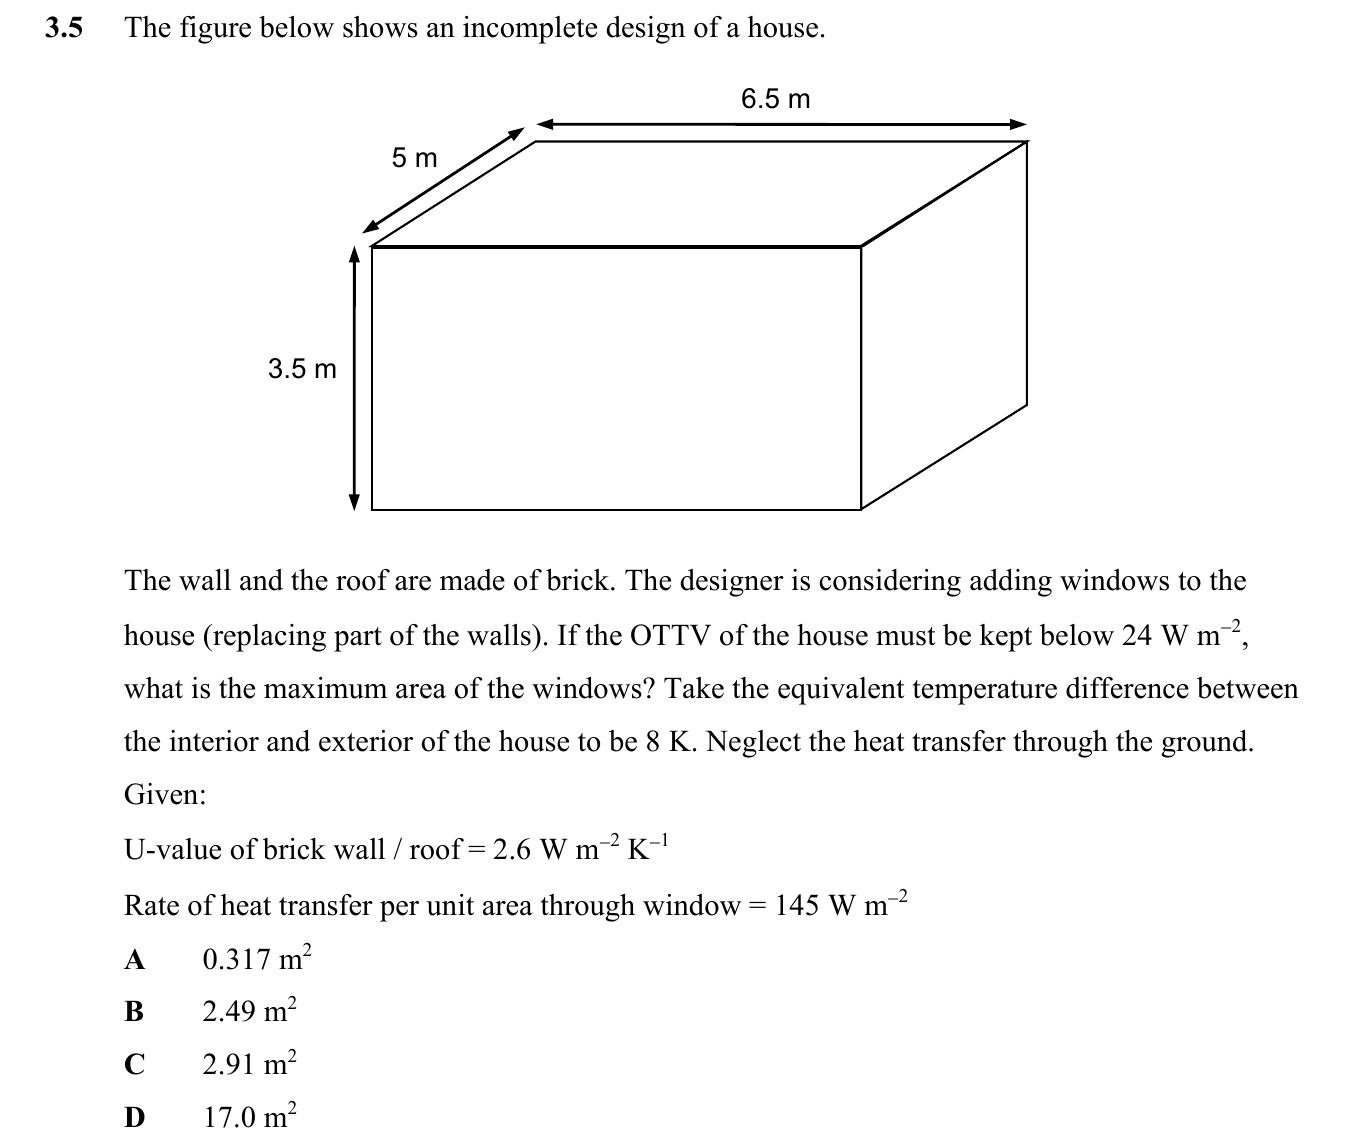 3.5 The figure below shows an incomplete design of a house.
6.5 m
5 m
3.5 m
The wall and the roof are made of brick. The designer is considering adding windows to the
house (replacing part of the walls). If the OTTV of the house must be kept below 24 W m⁻²,
what is the maximum area of the windows? Take the equivalent temperature difference between
the interior and exterior of the house to be 8 K. Neglect the heat transfer through the ground.
Given:
U-value of brick wall / roof = 2.6 W m⁻² K⁻¹
Rate of heat transfer per unit area through window = 145 W m⁻²
A 0.317 m²
B 2.49 m²
C 2.91 m²
D 17.0 m²